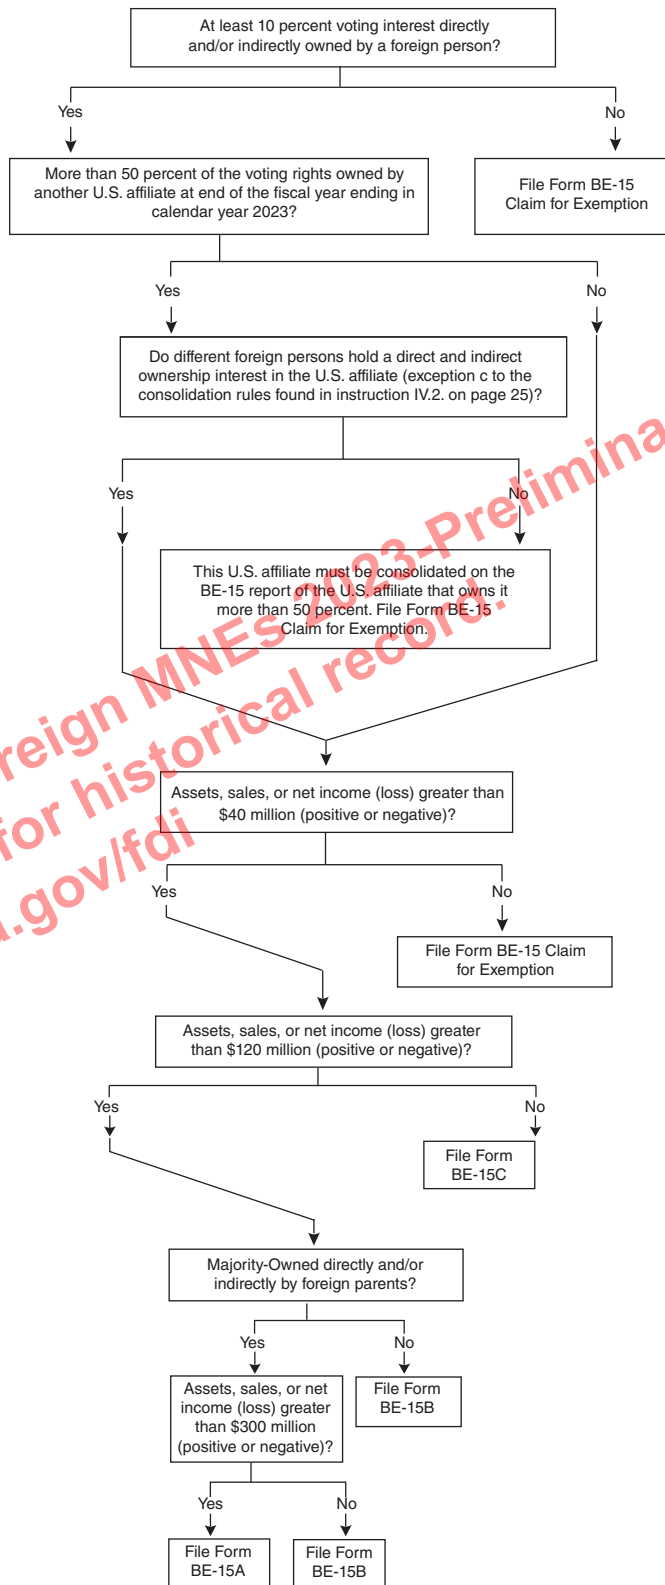 At least 10 percent voting interest directly
and/or indirectly owned by a foreign person?
Yes
No
More than 50 percent of the voting rights owned by
another U.S. affiliate at end of the fiscal year ending in
calendar year 2023?
File Form BE-15
Claim for Exemption
Yes
No
Do different foreign persons hold a direct and indirect
ownership interest in the U.S. affiliate (exception c to the
consolidation rules found in instruction IV.2. on page 25)?
Yes
No
This U.S. affiliate must be consolidated on the
BE-15 report of the U.S. affiliate that owns it
more than 50 percent. File Form BE-15
Claim for Exemption.
reign MNEs 2023-Prelimina
for historical record.
.gov/fdi
Assets, sales, or net income (loss) greater than
$40 million (positive or negative)?
Yes
No
File Form BE-15 Claim
for Exemption
Assets, sales, or net income (loss) greater
than $120 million (positive or negative)?
Yes
No
File Form
BE-15C
Majority-Owned directly and/or
indirectly by foreign parents?
Yes
No
Assets, sales, or net
income (loss) greater
than $300 million
(positive or negative)?
File Form
BE-15B
Yes
No
File Form
BE-15A
File Form
BE-15B